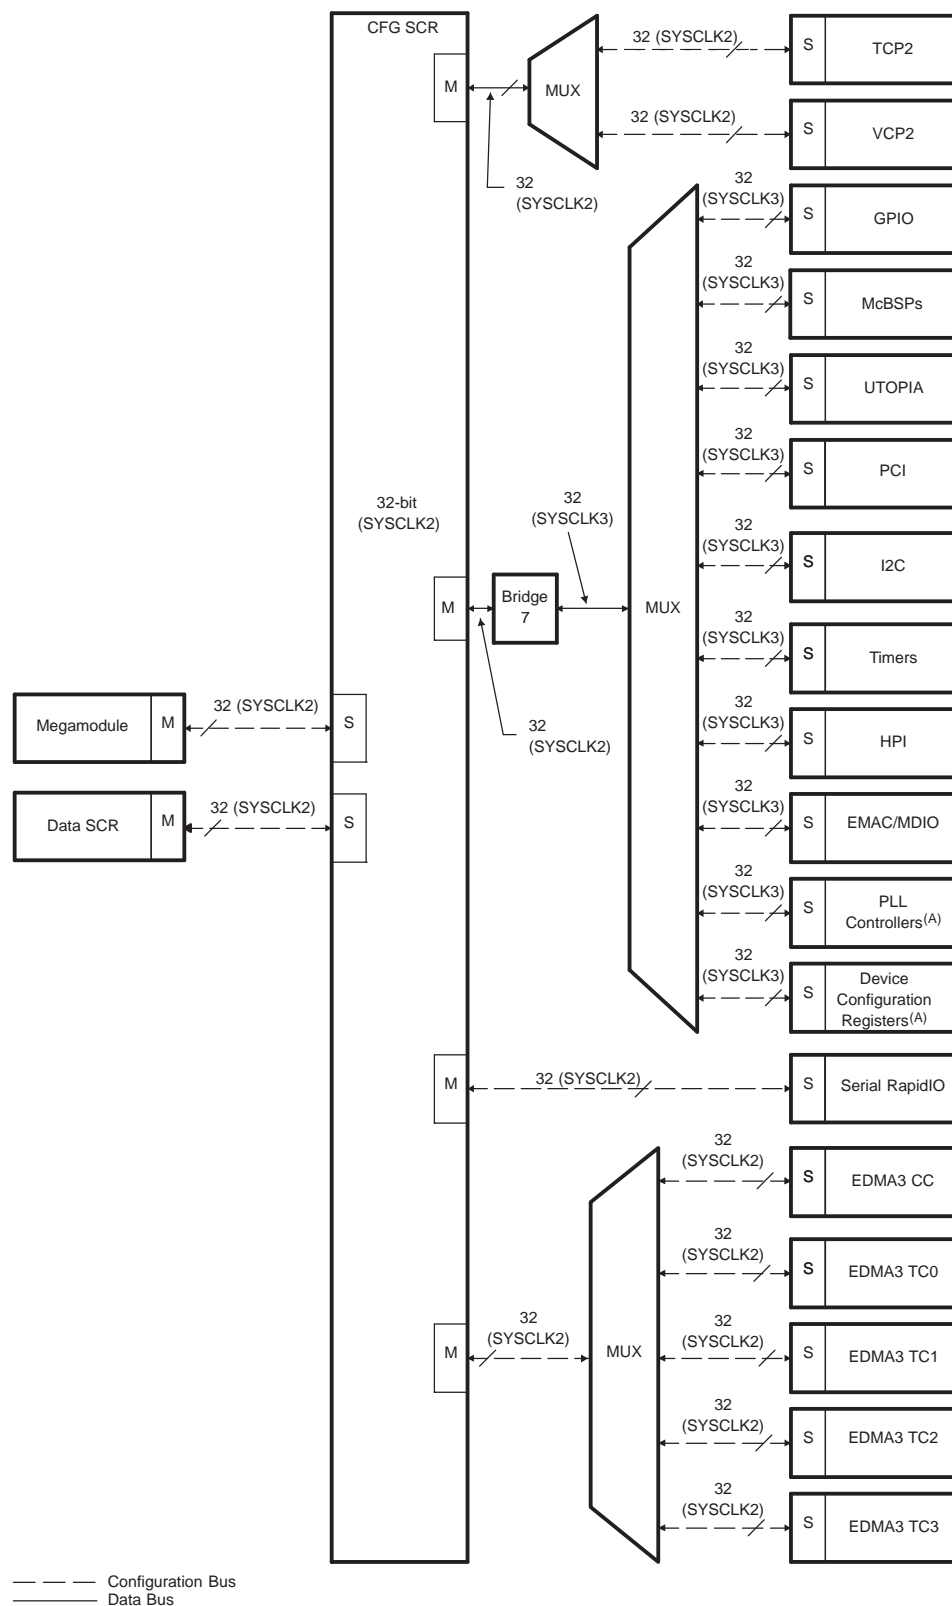 CFG SCR
32 (SYSCLK2)
S
TCP2
M
MUX
32 (SYSCLK2)
S
VCP2
32
(SYSCLK2)
32
(SYSCLK3)
S
GPIO
32
(SYSCLK3)
S
McBSPs
32
(SYSCLK3)
S
UTOPIA
32
(SYSCLK3)
S
PCI
32-bit
(SYSCLK2)
32
(SYSCLK3)
32
(SYSCLK3)
S
I2C
M
Bridge
7
MUX
32
(SYSCLK3)
S
Timers
Megamodule
M
32 (SYSCLK2)
S
32
(SYSCLK2)
32
(SYSCLK3)
S
HPI
Data SCR
M
32 (SYSCLK2)
S
32
(SYSCLK3)
S
EMAC/MDIO
32
(SYSCLK3)
S
PLL
Controllers(A)
32
(SYSCLK3)
S
Device
Configuration
Registers(A)
M
32 (SYSCLK2)
S
Serial RapidIO
32
(SYSCLK2)
S
EDMA3 CC
32
(SYSCLK2)
S
EDMA3 TC0
M
32
(SYSCLK2)
MUX
32
(SYSCLK2)
S
EDMA3 TC1
32
(SYSCLK2)
S
EDMA3 TC2
32
(SYSCLK2)
S
EDMA3 TC3
Configuration Bus
Data Bus